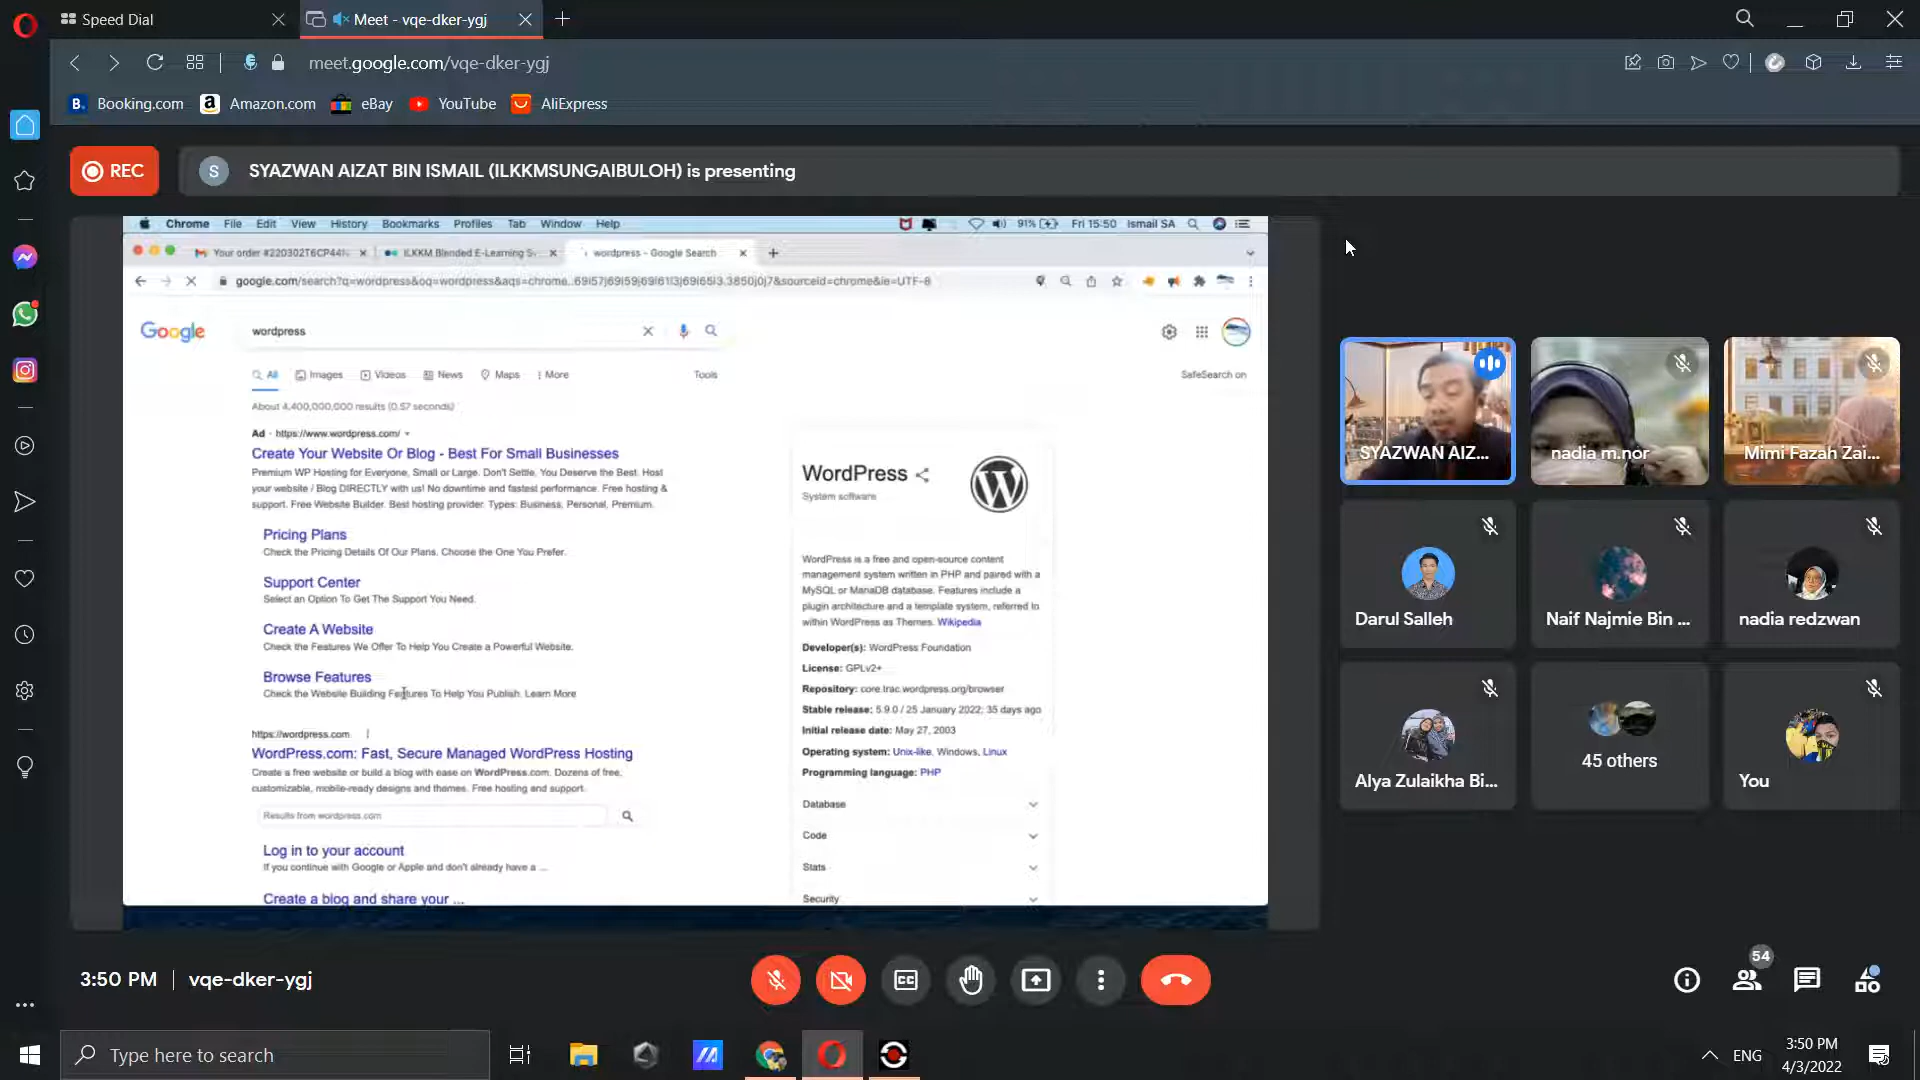 Speed Dial
Meet - vqe-dker-ygj
meet.google.com/vqe-dker-ygj
B.
Booking.com
a
Amazon.com
eBay
YouTube
AliExpress
REC
S
SYAZWAN AIZAT BIN ISMAIL (ILKKMSUNGAIBULOH) is presenting
Chrome File Edit View History Bookmarks Profiles Tab Window Help
91%
Fri 15:50 Ismail SA
Your order
ILKKM Blended E-Learning
wordpress - Google Search
Google
wordpress
All Images Videos News Maps More Tools
SafeSearch on
About 4,400,000,000 results (0.57 seconds)
Ad · https://www.wordpress.com/
Create Your Website Or Blog - Best For Small Businesses
Premium WP Hosting for Everyone, Small or Large. Don't Settle, You Deserve the Best. Host
your website / Blog DIRECTLY with us! No downtime and fastest performance. Free hosting &
support. Free Website Builder. Best hosting provider. Types: Business, Personal, Premium.
Pricing Plans
Check the Pricing Details Of Our Plans. Choose the One You Prefer.
Support Center
Select an Option To Get The Support You Need.
Create A Website
Check the Features We Offer To Help You Create a Powerful Website.
Browse Features
Check the Website Building Features To Help You Publish. Learn More
https://wordpress.com
WordPress.com: Fast, Secure Managed WordPress Hosting
Create a free website or build a blog with ease on WordPress.com. Dozens of free,
customizable, mobile-ready designs and themes. Free hosting and support.
Results from wordpress.com
Log in to your account
If you continue with Google or Apple and don't already have a ...
Create a blog and share your ...
WordPress
System software
WordPress is a free and open-source content
management system written in PHP and paired with a
MySQL or MariaDB database. Features include a
plugin architecture and a template system, referred to
within WordPress as Themes. Wikipedia
Developer(s): WordPress Foundation
License: GPLv2+
Repository: core.trac.wordpress.org/browser
Stable release: 5.9.0 / 25 January 2022; 35 days ago
Initial release date: May 27, 2003
Operating system: Unix-like, Windows, Linux
Programming language: PHP
Database
Code
Stats
Security
SYAZWAN AIZ...
nadia m.nor
Mimi Fazah Zai...
Darul Salleh
Naif Najmie Bin ...
nadia redzwan
Alya Zulaikha Bi...
45 others
You
3:50 PM | vqe-dker-ygj
54
Type here to search
ENG
3:50 PM
4/3/2022